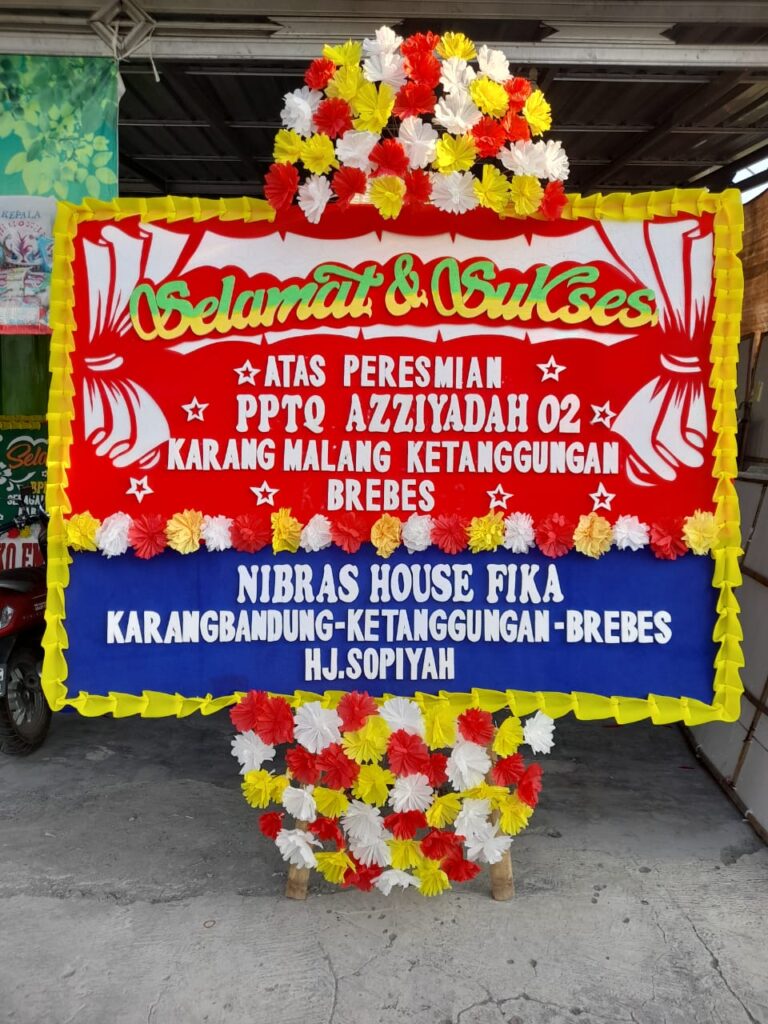 Selamat & Sukses
ATAS PERESMIAN
PPTQ AZZIYADAH 02
KARANG MALANG KETANGGUNGAN
BREBES
NIBRAS HOUSE FIKA
KARANGBANDUNG-KETANGGUNGAN-BREBES
HJ.SOPIYAH
KEPALA